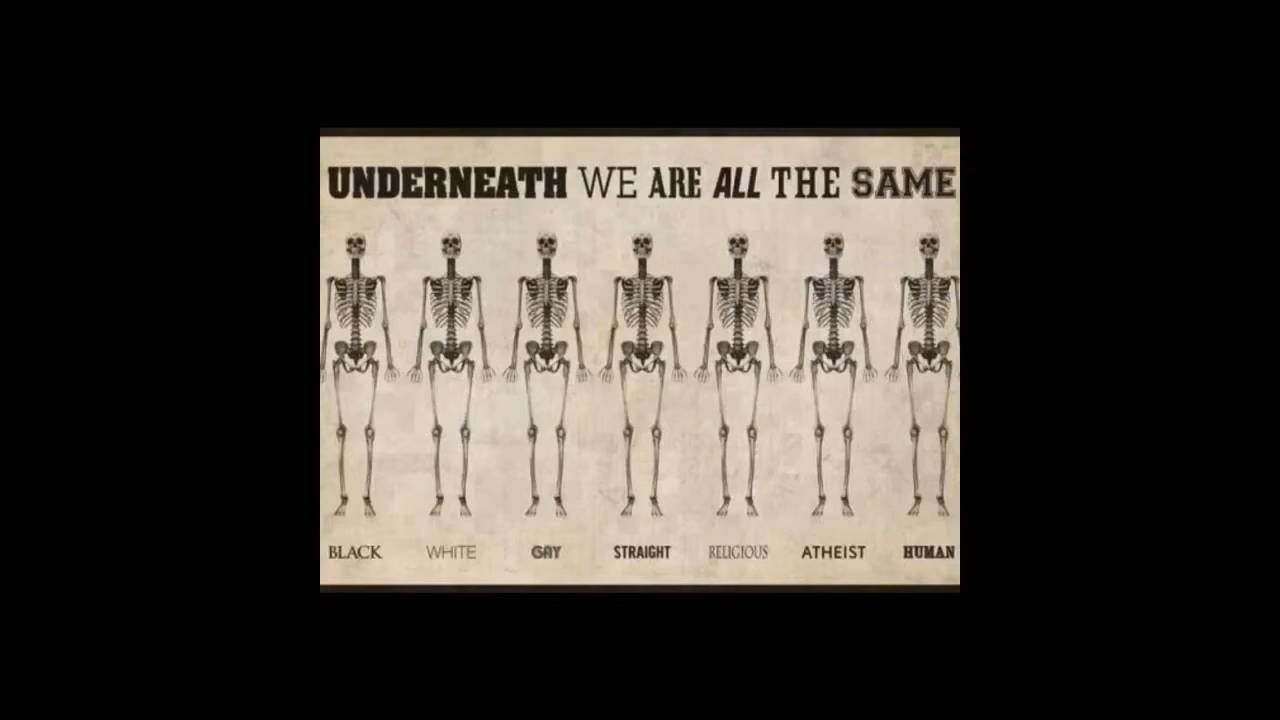 UNDERNEATH WE ARE ALL THE SAME
BLACK WHITE GAY STRAIGHT RELIGIOUS ATHEIST HUMAN